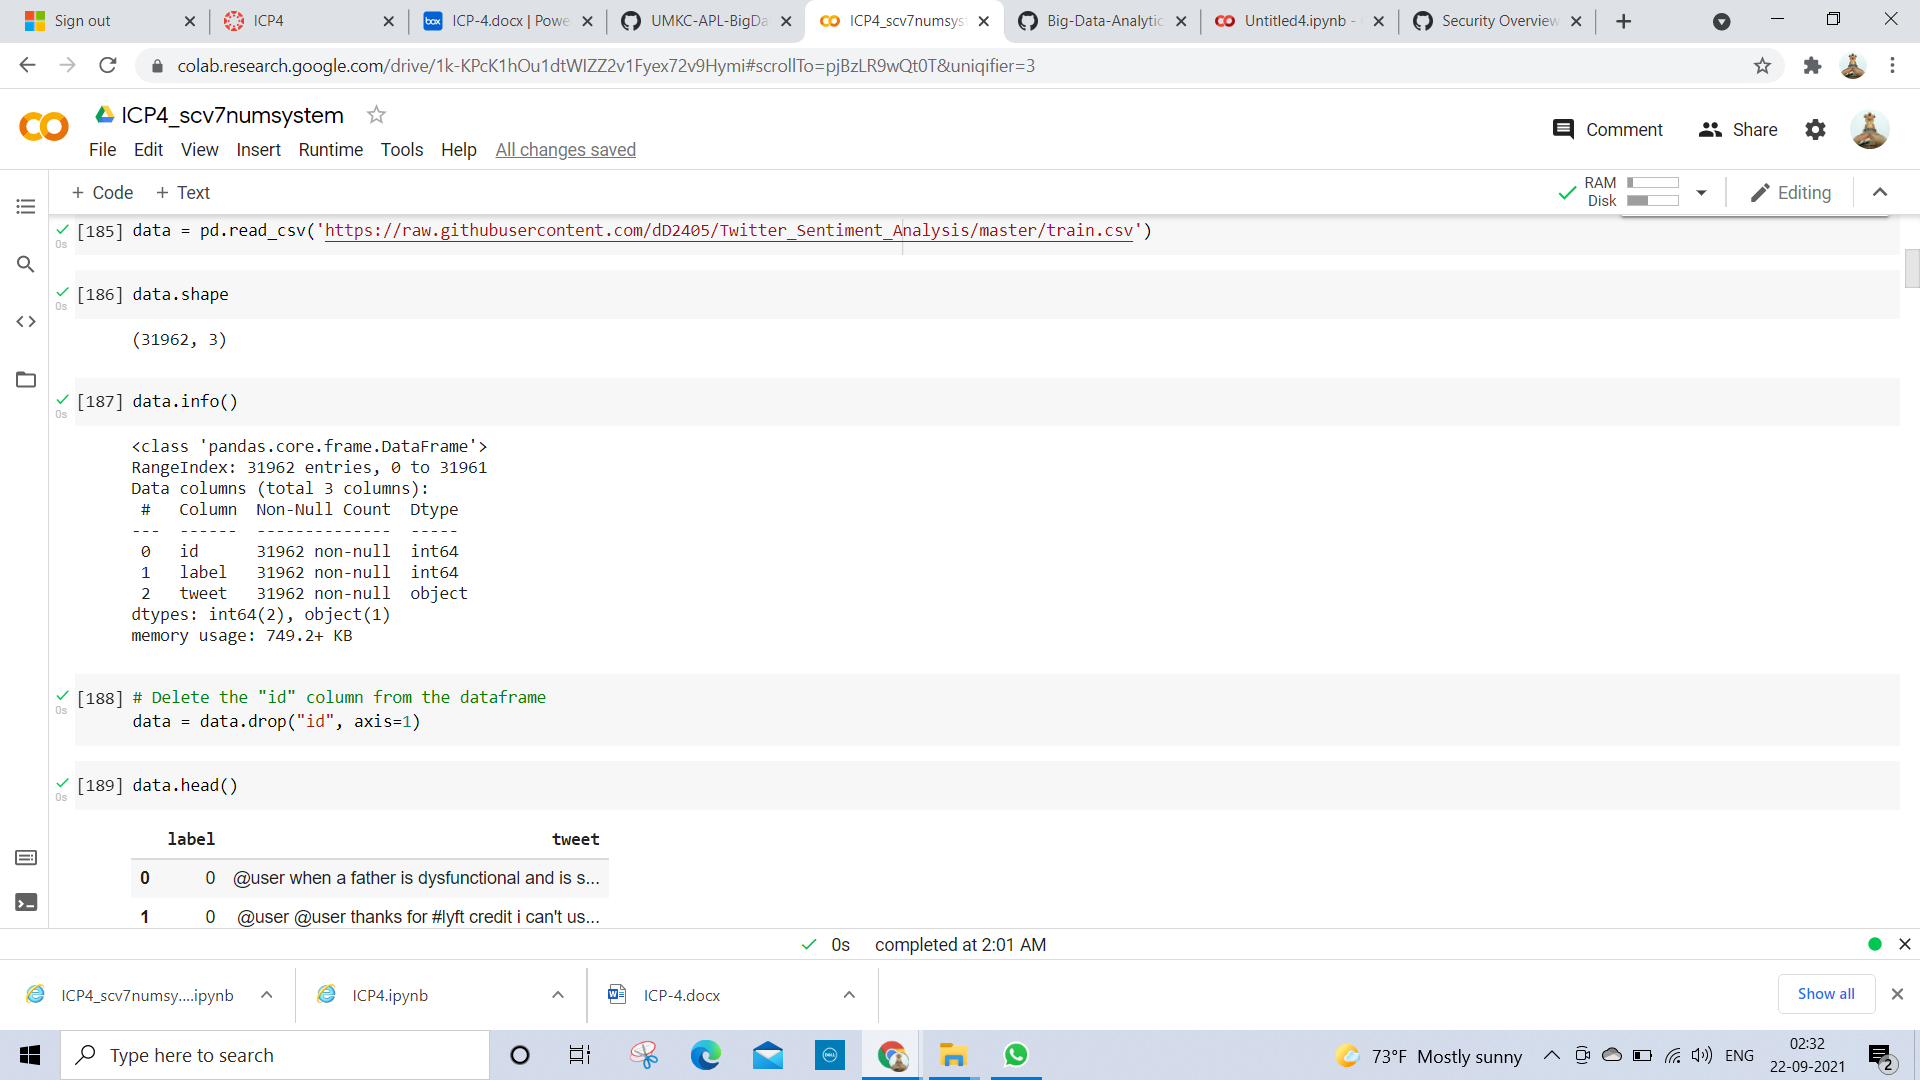 Sign out
ICP4
ICP-4.docx | Powe
UMKC-APL-BigDa
ICP4_scv7numsyst
Big-Data-Analytic
Untitled4.ipynb -
Security Overview
colab.research.google.com/drive/1k-KPcK1hOu1dtWIZZ2v1Fyex72v9Hymi#scrollTo=pjBzLR9wQt0T&uniqifier=3
ICP4_scv7numsystem
Comment Share
File Edit View Insert Runtime Tools Help All changes saved
+ Code + Text
RAM
Disk
Editing
[185] data = pd.read_csv('https://raw.githubusercontent.com/dD2405/Twitter_Sentiment_Analysis/master/train.csv')
0s
[186] data.shape
0s
(31962, 3)
[187] data.info()
0s
<class 'pandas.core.frame.DataFrame'>
RangeIndex: 31962 entries, 0 to 31961
Data columns (total 3 columns):
# Column Non-Null Count Dtype
--- ------ -------------- -----
0 id 31962 non-null int64
1 label 31962 non-null int64
2 tweet 31962 non-null object
dtypes: int64(2), object(1)
memory usage: 749.2+ KB
[188] # Delete the "id" column from the dataframe
0s
data = data.drop("id", axis=1)
[189] data.head()
0s
label tweet
0 0 @user when a father is dysfunctional and is s...
1 0 @user @user thanks for #lyft credit i can't us...
0s completed at 2:01 AM
ICP4_scv7numsy....ipynb
ICP4.ipynb
ICP-4.docx
Show all
Type here to search
73°F Mostly sunny
ENG
02:32
22-09-2021
2